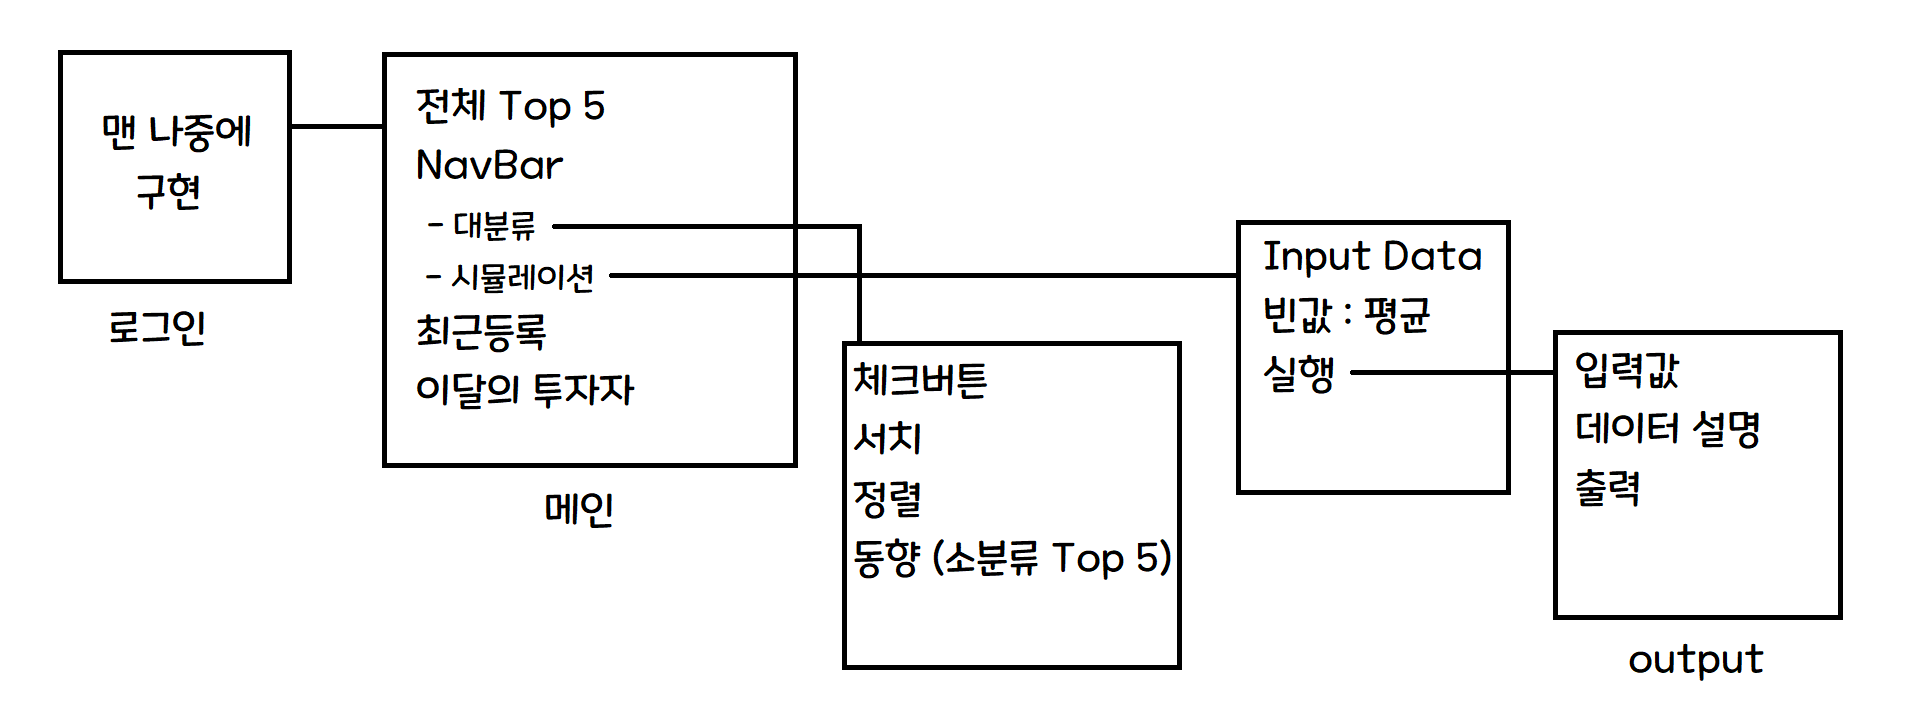 맨 나중에
구현
로그인
전체 Top 5
NavBar
- 대분류
- 시뮬레이션
최근등록
이달의 투자자
메인
체크버튼
서치
정렬
동향 (소분류 Top 5)
Input Data
빈값 : 평균
실행
입력값
데이터 설명
출력
output